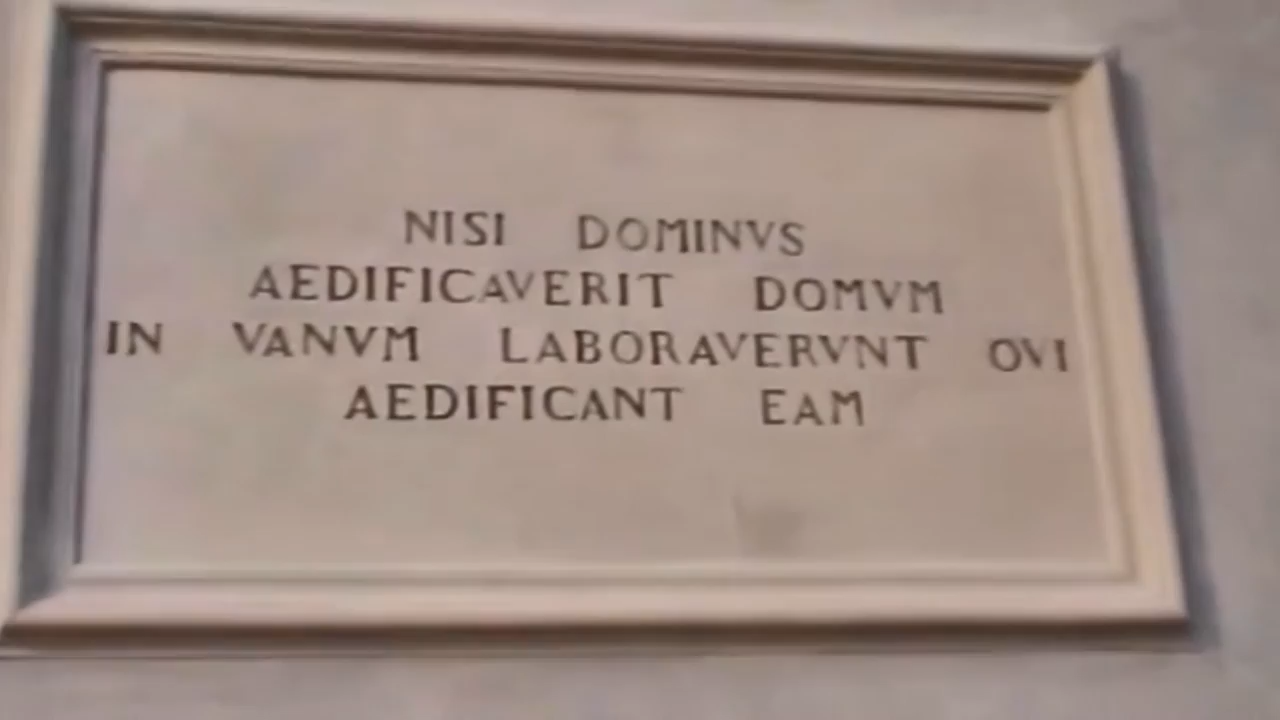 NISI DOMINVS
AEDIFICAVERIT DOMVM
IN VANVM LABORAVERVNT QVI
AEDIFICANT EAM